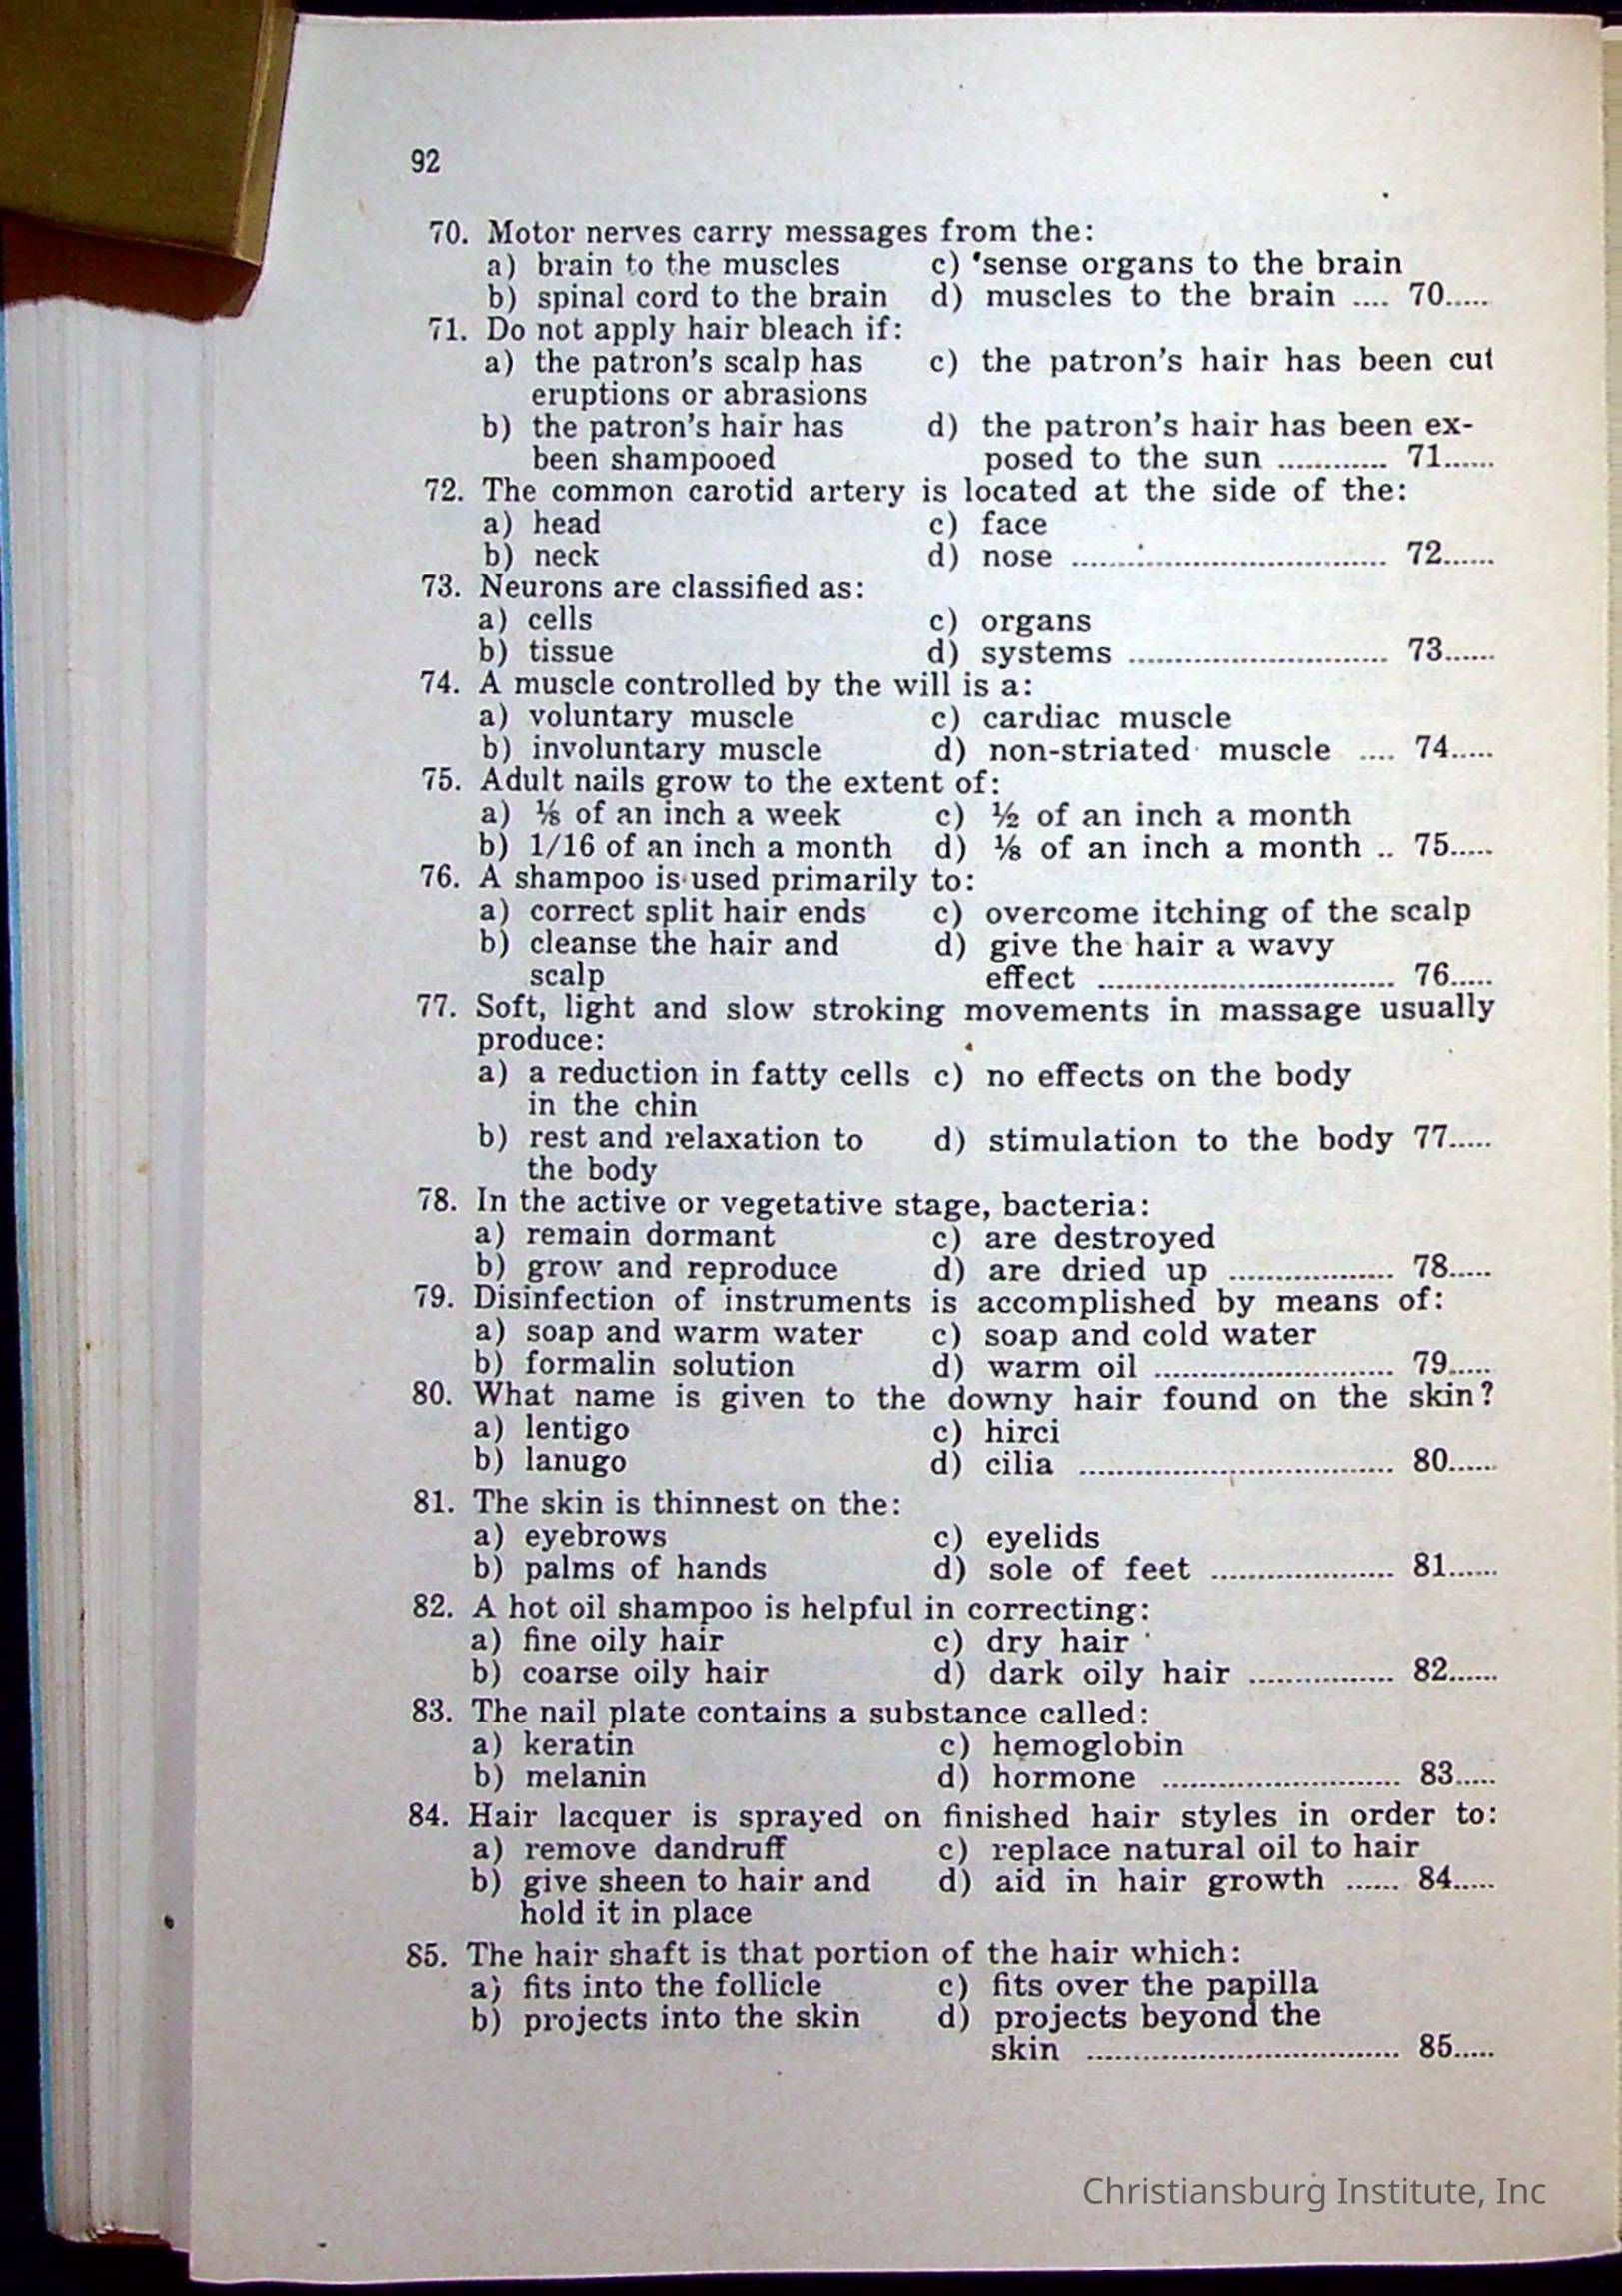 92
70. Motor nerves carry messages from the:
a) brain to the muscles c) sense organs to the brain
b) spinal cord to the brain d) muscles to the brain .... 70.....
71. Do not apply hair bleach if:
a) the patron's scalp has c) the patron's hair has been cut
eruptions or abrasions
b) the patron's hair has d) the patron's hair has been ex-
been shampooed posed to the sun ............. 71......
72. The common carotid artery is located at the side of the:
a) head c) face
b) neck d) nose .................................. 72......
73. Neurons are classified as:
a) cells c) organs
b) tissue d) systems ............................ 73......
74. A muscle controlled by the will is a:
a) voluntary muscle c) cardiac muscle
b) involuntary muscle d) non-striated muscle .... 74.....
75. Adult nails grow to the extent of:
a) ⅛ of an inch a week c) ½ of an inch a month
b) 1/16 of an inch a month d) ⅛ of an inch a month .. 75.....
76. A shampoo is used primarily to:
a) correct split hair ends c) overcome itching of the scalp
b) cleanse the hair and d) give the hair a wavy
scalp effect ................................ 76.....
77. Soft, light and slow stroking movements in massage usually
produce:
a) a reduction in fatty cells c) no effects on the body
in the chin
b) rest and relaxation to d) stimulation to the body 77.....
the body
78. In the active or vegetative stage, bacteria:
a) remain dormant c) are destroyed
b) grow and reproduce d) are dried up .................. 78.....
79. Disinfection of instruments is accomplished by means of:
a) soap and warm water c) soap and cold water
b) formalin solution d) warm oil .......................... 79.....
80. What name is given to the downy hair found on the skin?
a) lentigo c) hirci
b) lanugo d) cilia .................................. 80......
81. The skin is thinnest on the:
a) eyebrows c) eyelids
b) palms of hands d) sole of feet .................... 81......
82. A hot oil shampoo is helpful in correcting:
a) fine oily hair c) dry hair
b) coarse oily hair d) dark oily hair ................ 82......
83. The nail plate contains a substance called:
a) keratin c) hemoglobin
b) melanin d) hormone .......................... 83.....
84. Hair lacquer is sprayed on finished hair styles in order to:
a) remove dandruff c) replace natural oil to hair
b) give sheen to hair and d) aid in hair growth ...... 84.....
hold it in place
85. The hair shaft is that portion of the hair which:
a) fits into the follicle c) fits over the papilla
b) projects into the skin d) projects beyond the
skin .................................. 85.....
Christiansburg Institute, Inc